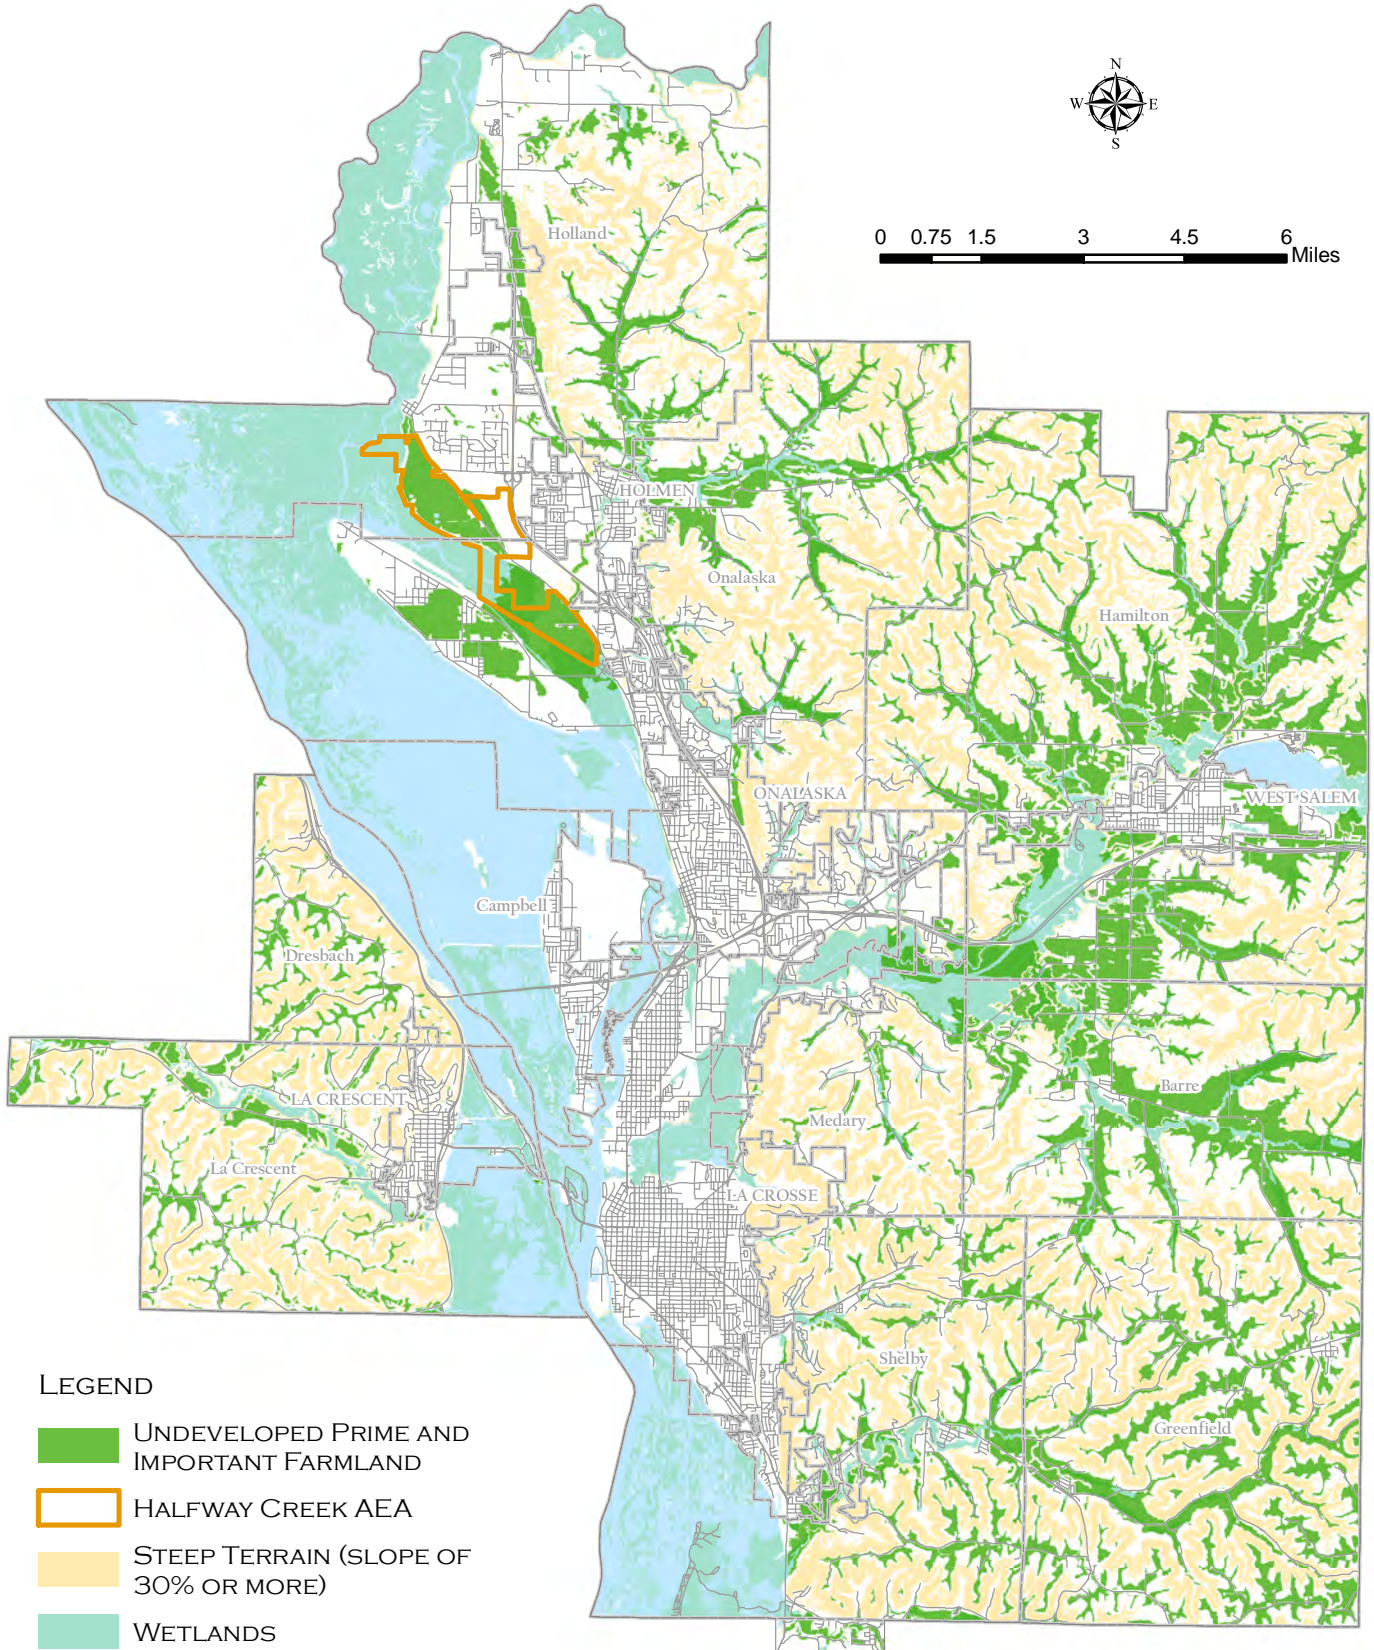 N
W E
S
0 0.75 1.5 3 4.5 6
Miles
Holland
HOLMEN
Onalaska
Hamilton
ONALASKA
WEST SALEM
Campbell
Dresbach
LA CRESCENT
Barre
Medary
La Crescent
LA CROSSE
Shelby
Greenfield
LEGEND
UNDEVELOPED PRIME AND
IMPORTANT FARMLAND
HALFWAY CREEK AEA
STEEP TERRAIN (SLOPE OF
30% OR MORE)
WETLANDS